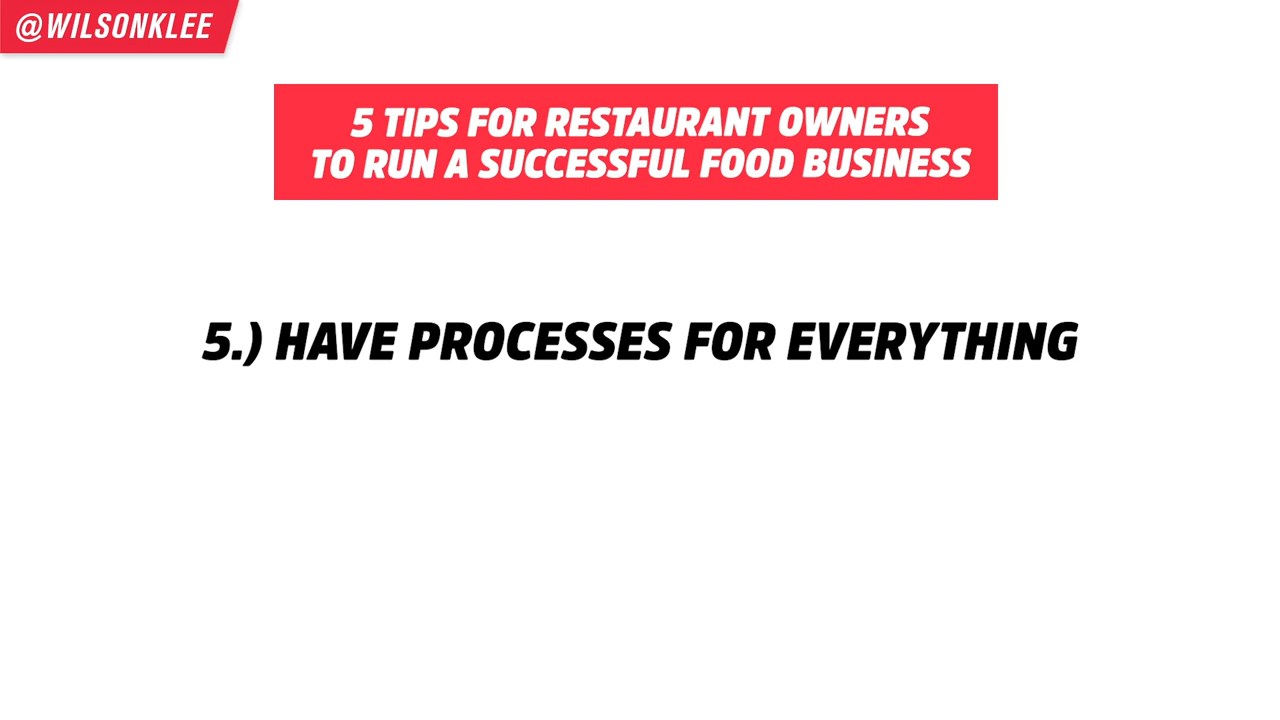 @WILSONKLEE
5 TIPS FOR RESTAURANT OWNERS
TO RUN A SUCCESSFUL FOOD BUSINESS
5.) HAVE PROCESSES FOR EVERYTHING